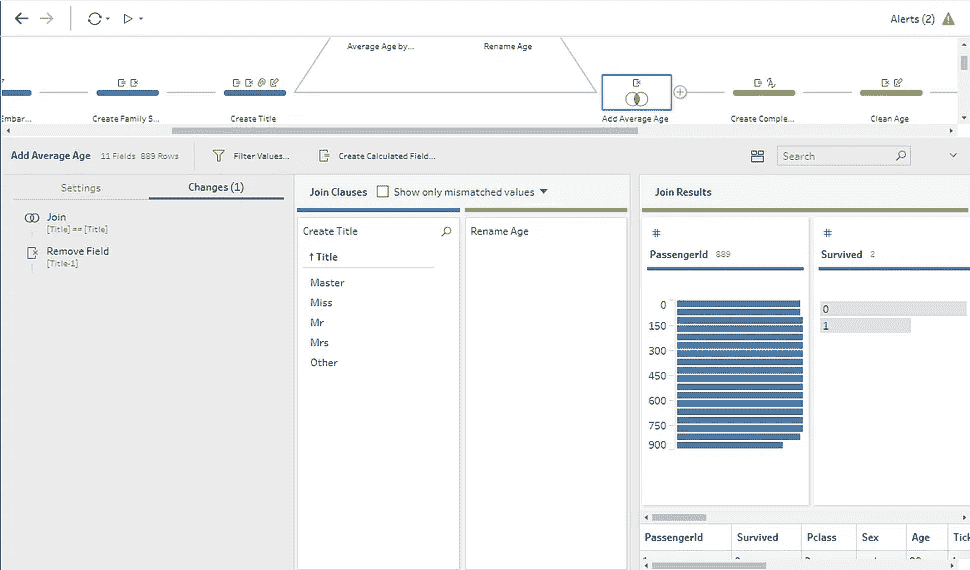 Alerts (2)
Average Age by...
Rename Age
Embar...
Create Family S...
Create Title
Add Average Age
Create Comple...
Clean Age
Add Average Age 11 Fields 889 Rows
Filter Values...
Create Calculated Field...
Search
Settings
Changes (1)
Join
[Title] == [Title]
Remove Field
[Title-1]
Join Clauses
Show only mismatched values
Create Title
Title
Master
Miss
Mr
Mrs
Other
Rename Age
Join Results
#
PassengerId 889
0
150
300
450
600
750
900
#
Survived 2
0
1
PassengerId Survived Pclass Sex Age Tick